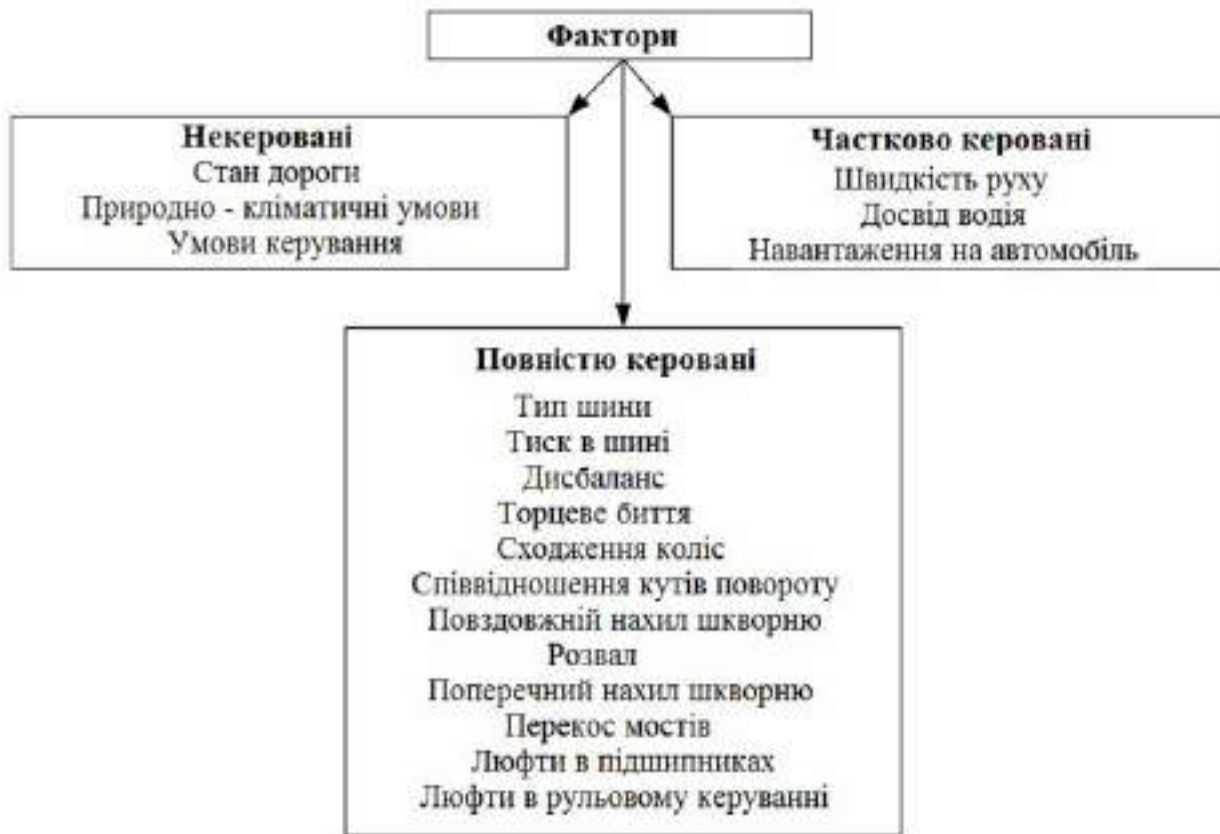 Фактори
Некеровані
Стан дороги
Природно - кліматичні умови
Умови керування
Частково керовані
Швидкість руху
Досвід водія
Навантаження на автомобіль
Повністю керовані
Тип шини
Тиск в шині
Дисбаланс
Торцеве биття
Сходження коліс
Співвідношення кутів повороту
Повздовжній нахил шкворню
Розвал
Поперечний нахил шкворню
Перекос мостів
Люфти в підшипниках
Люфти в рульовому керуванні